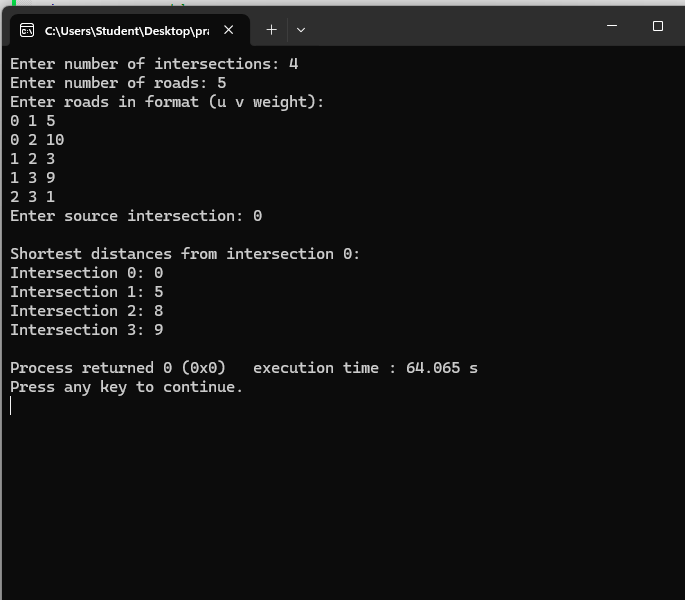 C:\Users\Student\Desktop\pra
Enter number of intersections: 4
Enter number of roads: 5
Enter roads in format (u v weight):
0 1 5
0 2 10
1 2 3
1 3 9
2 3 1
Enter source intersection: 0
Shortest distances from intersection 0:
Intersection 0: 0
Intersection 1: 5
Intersection 2: 8
Intersection 3: 9
Process returned 0 (0x0)   execution time : 64.065 s
Press any key to continue.